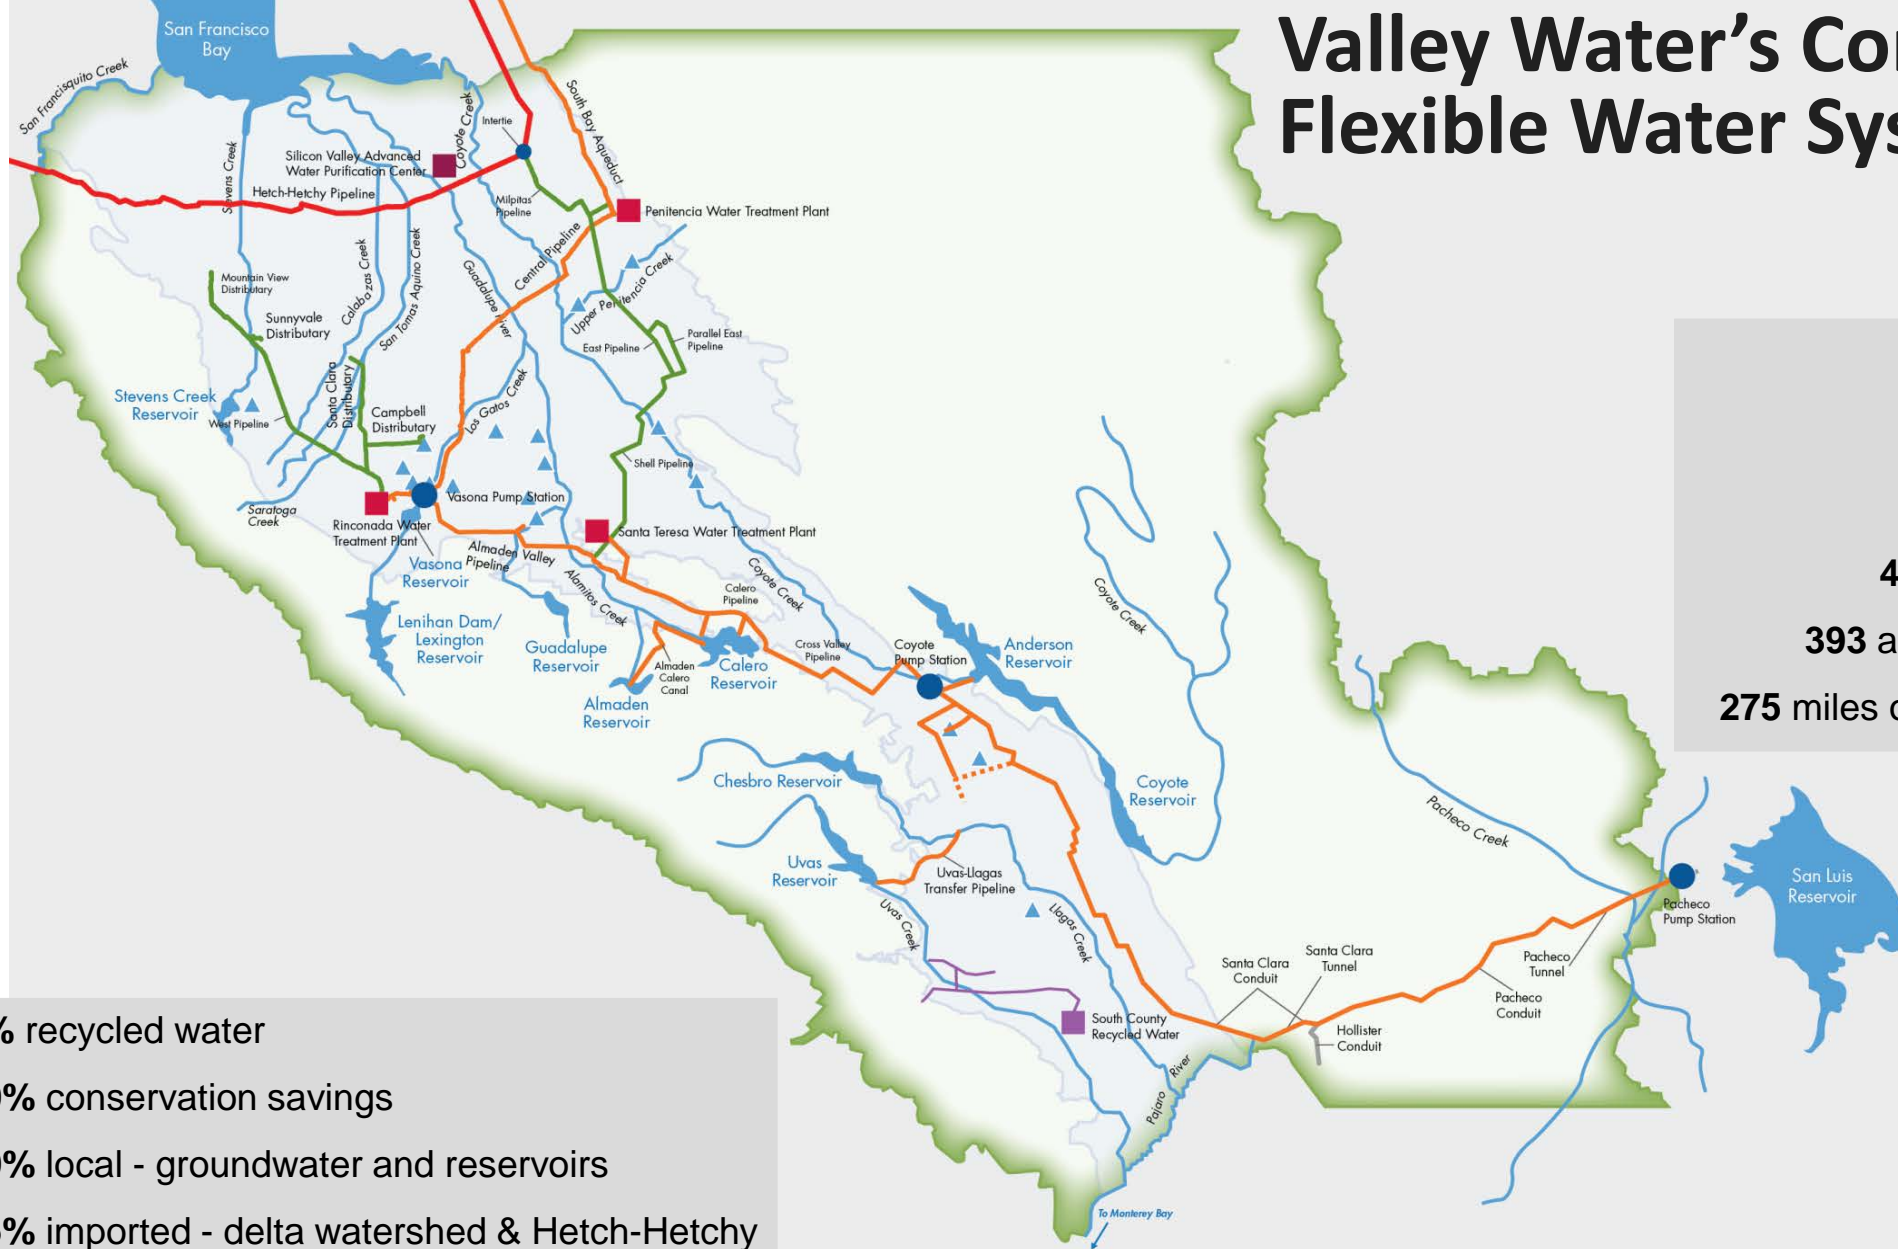 Valley Water’s Co
Flexible Water Sys
San Francisco
Bay
San Francisquito Creek
Stevens Creek
Coyote Creek
Intertie
South Bay Aqueduct
Silicon Valley Advanced
Water Purification Center
Hetch-Hetchy Pipeline
Milpitas
Pipeline
Penitencia Water Treatment Plant
Central Pipeline
Mountain View
Distributary
Sunnyvale
Distributary
Calabazas Creek
San Tomas Aquino Creek
Guadalupe River
Upper Penitencia Creek
East Pipeline
Parallel East
Pipeline
Stevens Creek
Reservoir
West Pipeline
Santa Clara
Distributary
Campbell
Distributary
Los Gatos Creek
Shell Pipeline
Saratoga
Creek
Rinconada Water
Treatment Plant
Vasona Pump Station
Santa Teresa Water Treatment Plant
Vasona
Reservoir
Almaden Valley
Pipeline
Alamitos Creek
Calero
Pipeline
Coyote Creek
Coyote Creek
Lenihan Dam/
Lexington
Reservoir
Guadalupe
Reservoir
Almaden
Calero
Canal
Calero
Reservoir
Cross Valley
Pipeline
Coyote
Pump Station
Anderson
Reservoir
Almaden
Reservoir
Chesbro Reservoir
Coyote
Reservoir
Uvas
Reservoir
Uvas-Llagas
Transfer Pipeline
Uvas Creek
Llagas Creek
Pacheco Creek
San Luis
Reservoir
Pacheco
Pump Station
Santa Clara
Conduit
Santa Clara
Tunnel
Pacheco
Tunnel
Pacheco
Conduit
Hollister
Conduit
South County
Recycled Water
Pajaro River
To Monterey Bay
4
393 a
275 miles
% recycled water
% conservation savings
% local - groundwater and reservoirs
% imported - delta watershed & Hetch-Hetchy